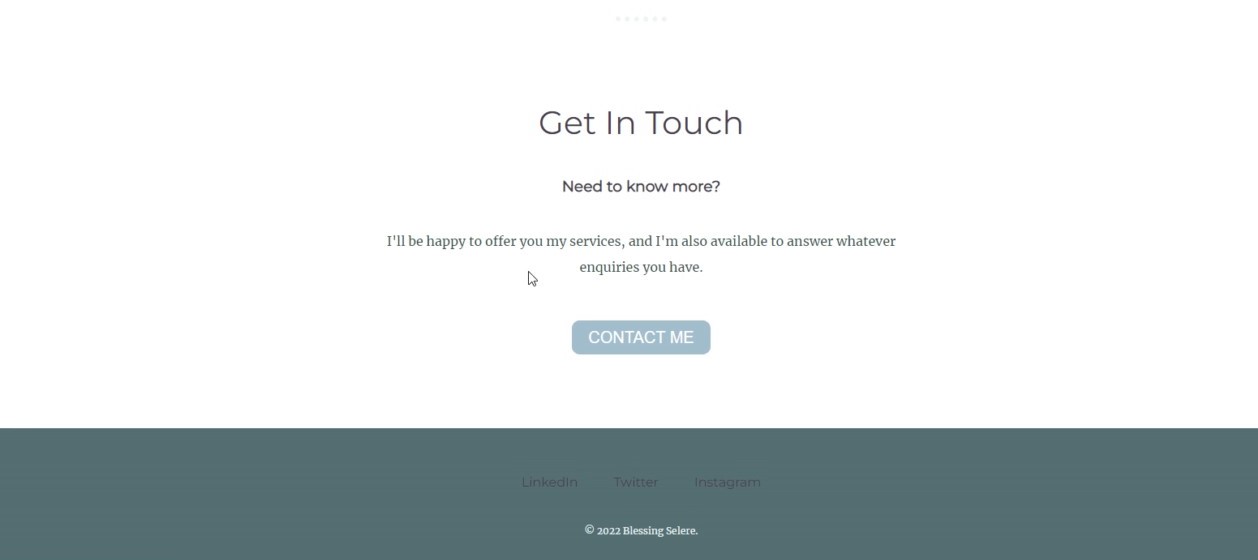 Get In Touch
Need to know more?
I'll be happy to offer you my services, and I'm also available to answer whatever
enquiries you have.
CONTACT ME
LinkedIn Twitter Instagram
© 2022 Blessing Selere.